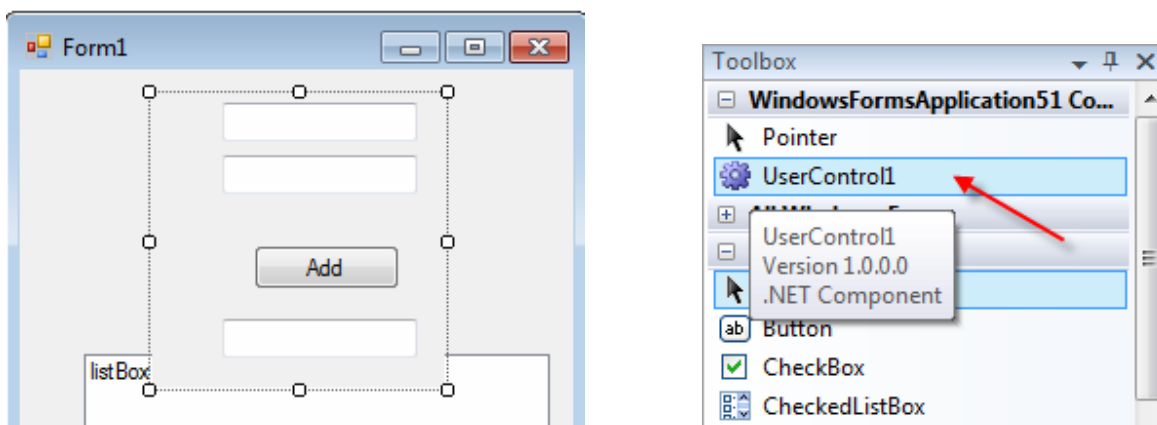 Form1
Add
listBox
Toolbox
WindowsFormsApplication51 Co...
Pointer
UserControl1
UserControl1
Version 1.0.0.0
.NET Component
ab
Button
CheckBox
CheckedListBox